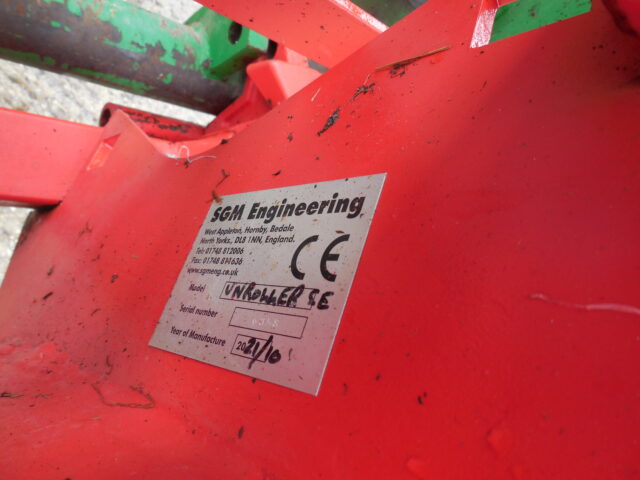 SGM Engineering
West Appleton, Hornby, Bedale
North Yorks., DL8 1NN, England.
Tel: 01748 812006
Fax: 01748 811636
www.sgmeng.co.uk
CE
Model UNROLLER SE
Serial number
Year of Manufacture 2021/10